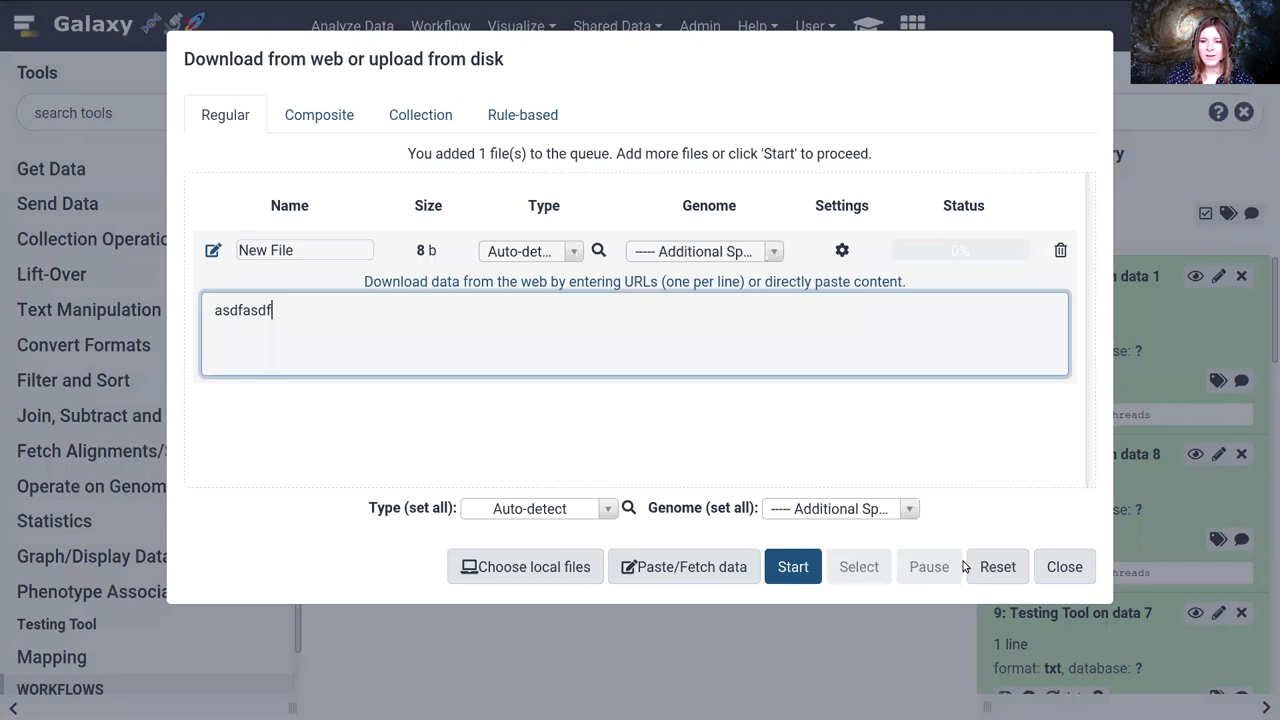 Galaxy
Analyze Data Workflow Visualize Shared Data Admin Help User
Download from web or upload from disk
Tools
search tools
Regular Composite Collection Rule-based
You added 1 file(s) to the queue. Add more files or click 'Start' to proceed.
Get Data
Send Data
Collection Operatio
Lift-Over
Text Manipulation
Convert Formats
Filter and Sort
Join, Subtract and
Fetch Alignments/S
Operate on Genom
Statistics
Graph/Display Data
Phenotype Associa
Testing Tool
Mapping
WORKFLOWS
Name Size Type Genome Settings Status
New File 8 b Auto-det... ----- Additional Sp... 0%
Download data from the web by entering URLs (one per line) or directly paste content.
asdfasdf
Type (set all): Auto-detect Genome (set all): ----- Additional Sp...
Choose local files Paste/Fetch data Start Select Pause Reset Close
ry
n data 1
se: ?
hreads
n data 8
se: ?
hreads
9: Testing Tool on data 7
1 line
format: txt, database: ?